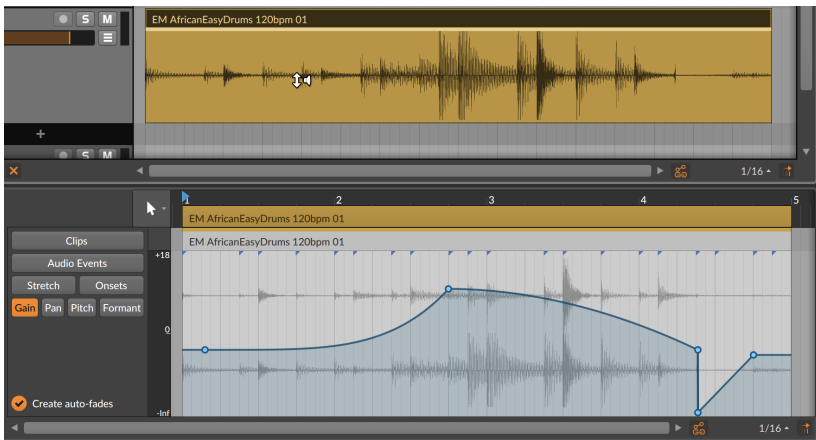 S M
EM AfricanEasyDrums 120bpm 01
+
S M
1/16
1 2 3 4 5
EM AfricanEasyDrums 120bpm 01
EM AfricanEasyDrums 120bpm 01
Clips
Audio Events
Stretch Onsets
Gain Pan Pitch Formant
Create auto-fades
+18
0
-Inf
1/16